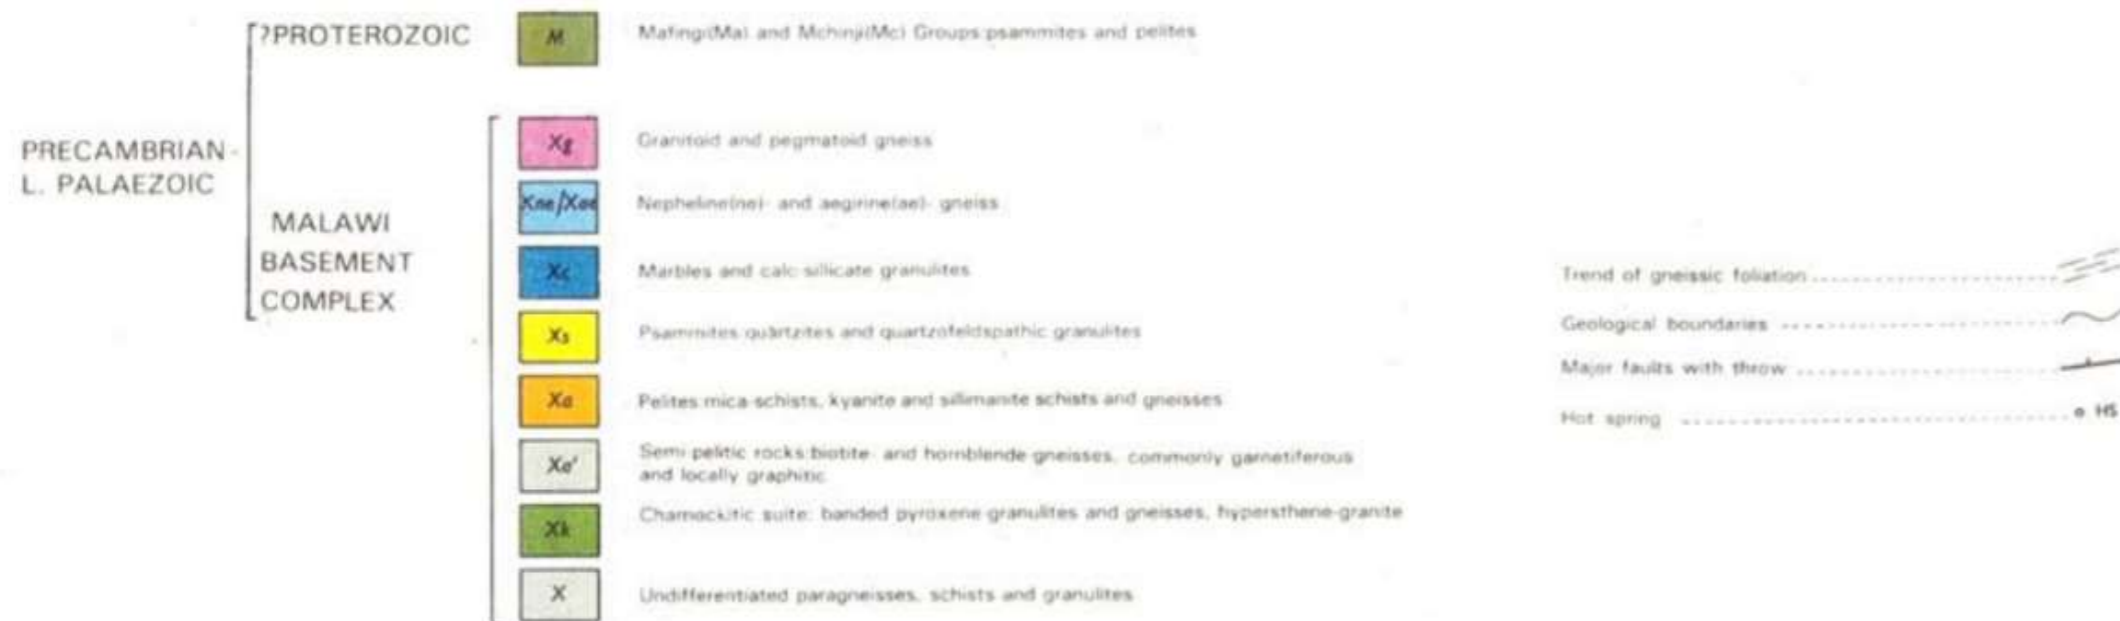 ?PROTEROZOIC
M
Mafingi(Ma) and Mchinji(Mc) Groups:psammites and pelites
PRECAMBRIAN-
L. PALAEZOIC
MALAWI
BASEMENT
COMPLEX
Xg
Granitoid and pegmatoid gneiss
Xne/Xae
Nepheline(ne)- and aegirine(ae)- gneiss
Xc
Marbles and calc-sillicate granulites
Xs
Psammites quartzites and quartzofeldspathic granulites
Xa
Pelites:mica-schists, kyanite and sillimanite schists and gneisses
Xa'
Semi-pelitic rocks:biotite- and hornblende-gneisses, commonly garnetiferous
and locally graphitic
Xk
Charnockitic suite: banded pyroxene-granulites and gneisses, hypersthene-granite
X
Undifferentiated paragneisses, schists and granulites
Trend of gneissic foliation
Geological boundaries
Major faults with throw
Hot spring
HS